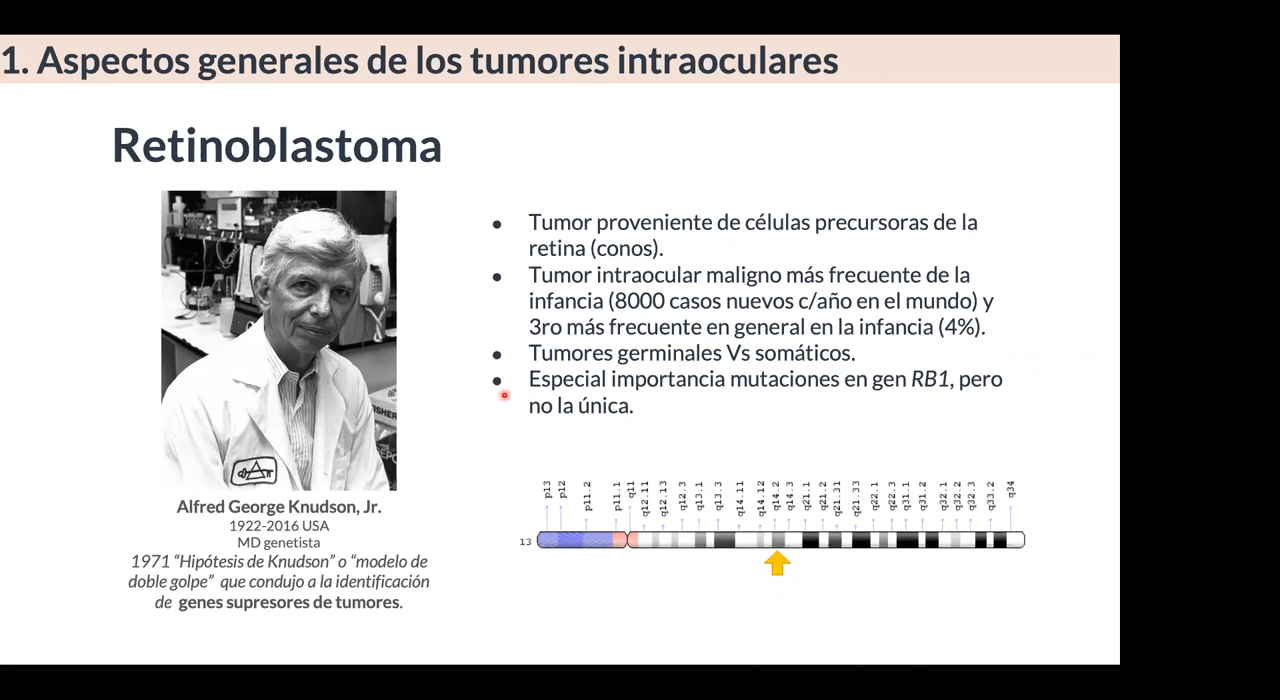 1. Aspectos generales de los tumores intraoculares
Retinoblastoma
Alfred George Knudson, Jr.
1922-2016 USA
MD genetista
1971 “Hipótesis de Knudson” o “modelo de
doble golpe” que condujo a la identificación
de genes supresores de tumores.
● Tumor proveniente de células precursoras de la
retina (conos).
● Tumor intraocular maligno más frecuente de la
infancia (8000 casos nuevos c/año en el mundo) y
3ro más frecuente en general en la infancia (4%).
● Tumores germinales Vs somáticos.
● Especial importancia mutaciones en gen RB1, pero
no la única.
p13 p12 p11.2 p11.1 q11 q12.11 q12.13 q12.3 q13.1 q13.3 q14.11 q14.12 q14.2 q14.3 q21.1 q21.2 q21.31 q21.33 q22.1 q22.3 q31.1 q31.2 q32.1 q32.2 q32.3 q33.2 q34
13